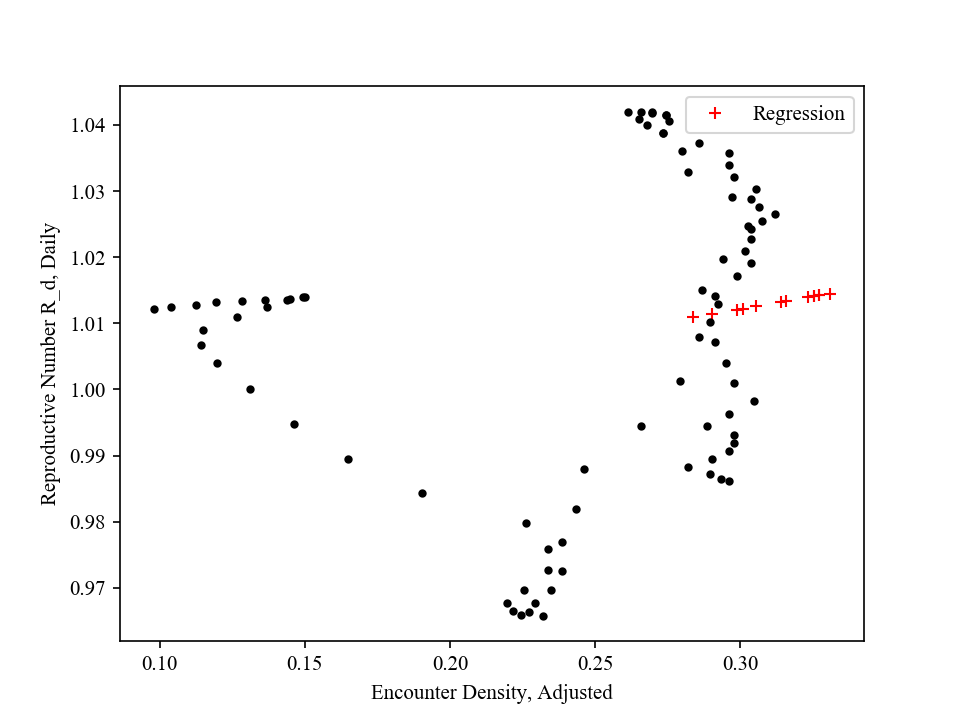 Regression
1.04
1.03
1.02
1.01
1.00
0.99
0.98
0.97
Reproductive Number R_d, Daily
0.10 0.15 0.20 0.25 0.30
Encounter Density, Adjusted